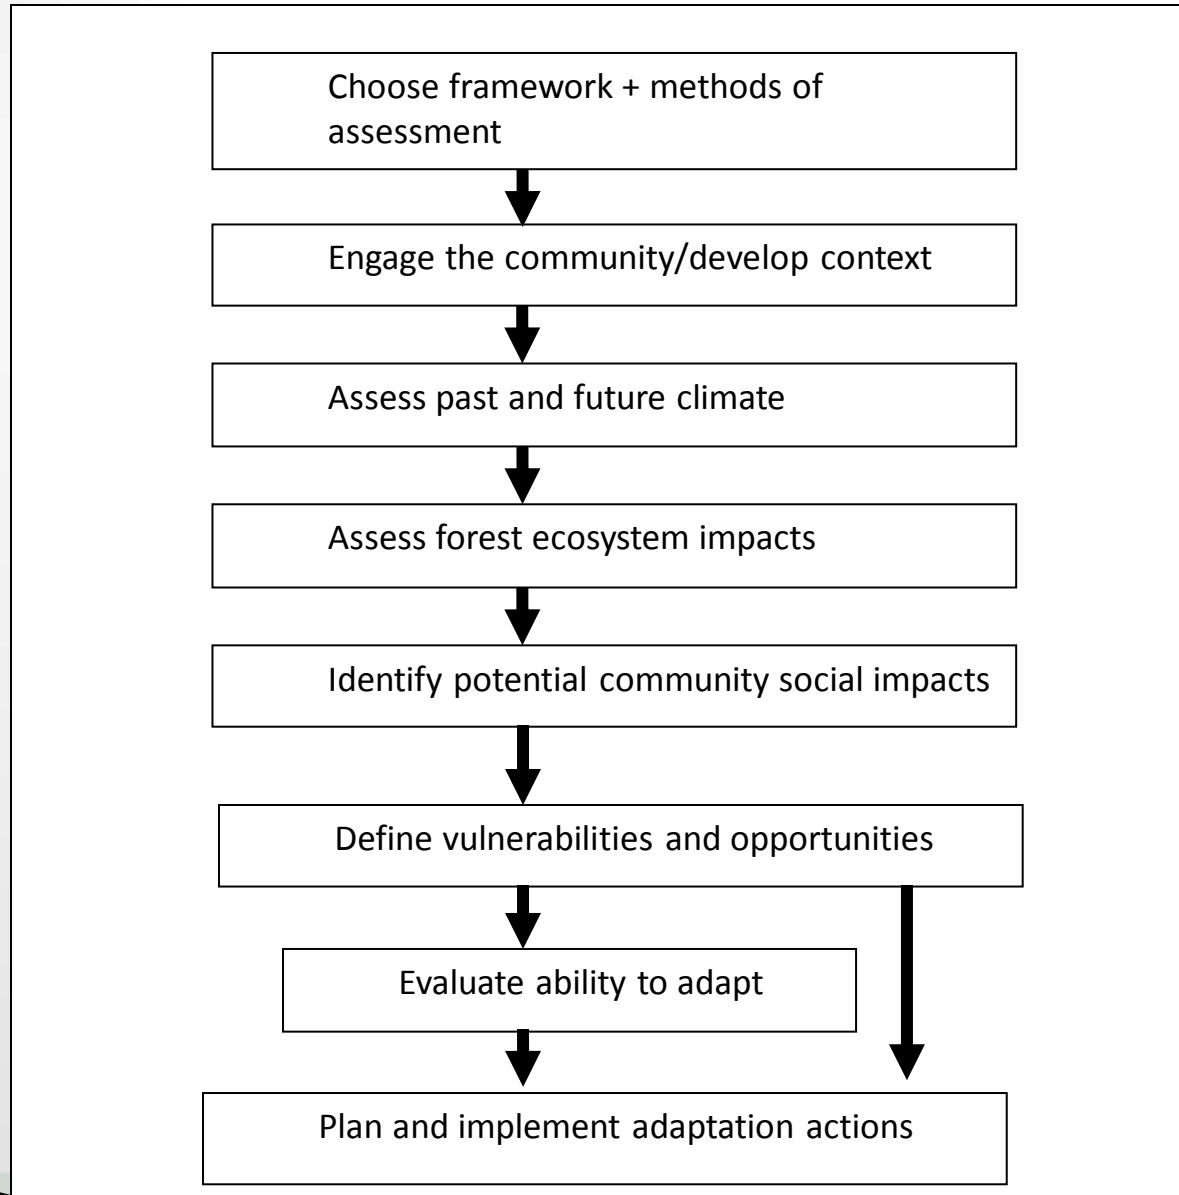 Choose framework + methods of
assessment
Engage the community/develop context
Assess past and future climate
Assess forest ecosystem impacts
Identify potential community social impacts
Define vulnerabilities and opportunities
Evaluate ability to adapt
Plan and implement adaptation actions